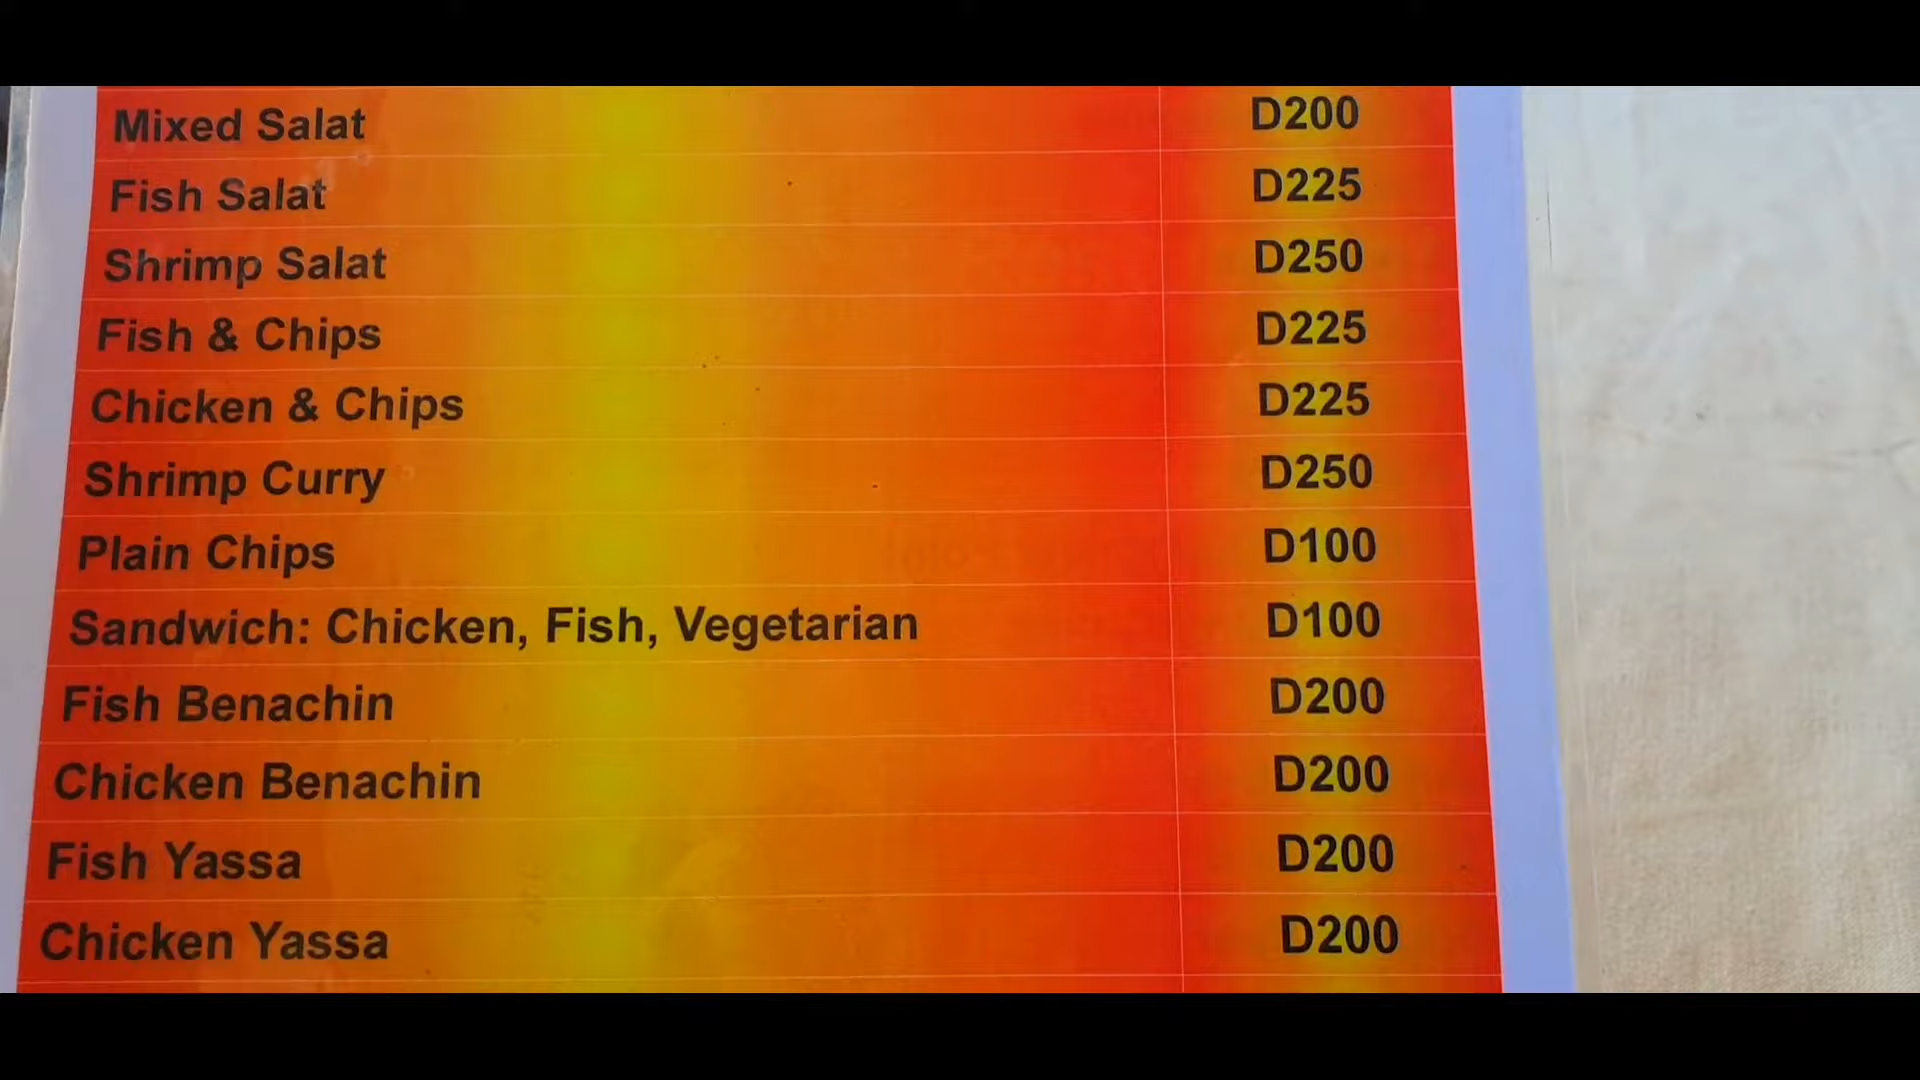 Mixed Salat D200
Fish Salat D225
Shrimp Salat D250
Fish & Chips D225
Chicken & Chips D225
Shrimp Curry D250
Plain Chips D100
Sandwich: Chicken, Fish, Vegetarian D100
Fish Benachin D200
Chicken Benachin D200
Fish Yassa D200
Chicken Yassa D200